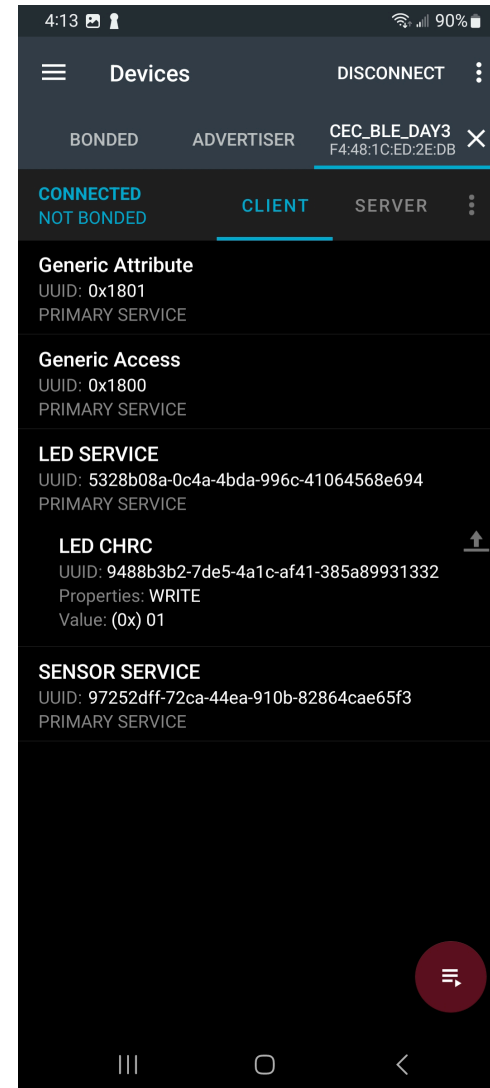 4:13 90%
Devices DISCONNECT
BONDED ADVERTISER CEC_BLE_DAY3
F4:48:1C:ED:2E:DB
CONNECTED
NOT BONDED CLIENT SERVER
Generic Attribute
UUID: 0x1801
PRIMARY SERVICE
Generic Access
UUID: 0x1800
PRIMARY SERVICE
LED SERVICE
UUID: 5328b08a-0c4a-4bda-996c-41064568e694
PRIMARY SERVICE
LED CHRC
UUID: 9488b3b2-7de5-4a1c-af41-385a89931332
Properties: WRITE
Value: (0x) 01
SENSOR SERVICE
UUID: 97252dff-72ca-44ea-910b-82864cae65f3
PRIMARY SERVICE